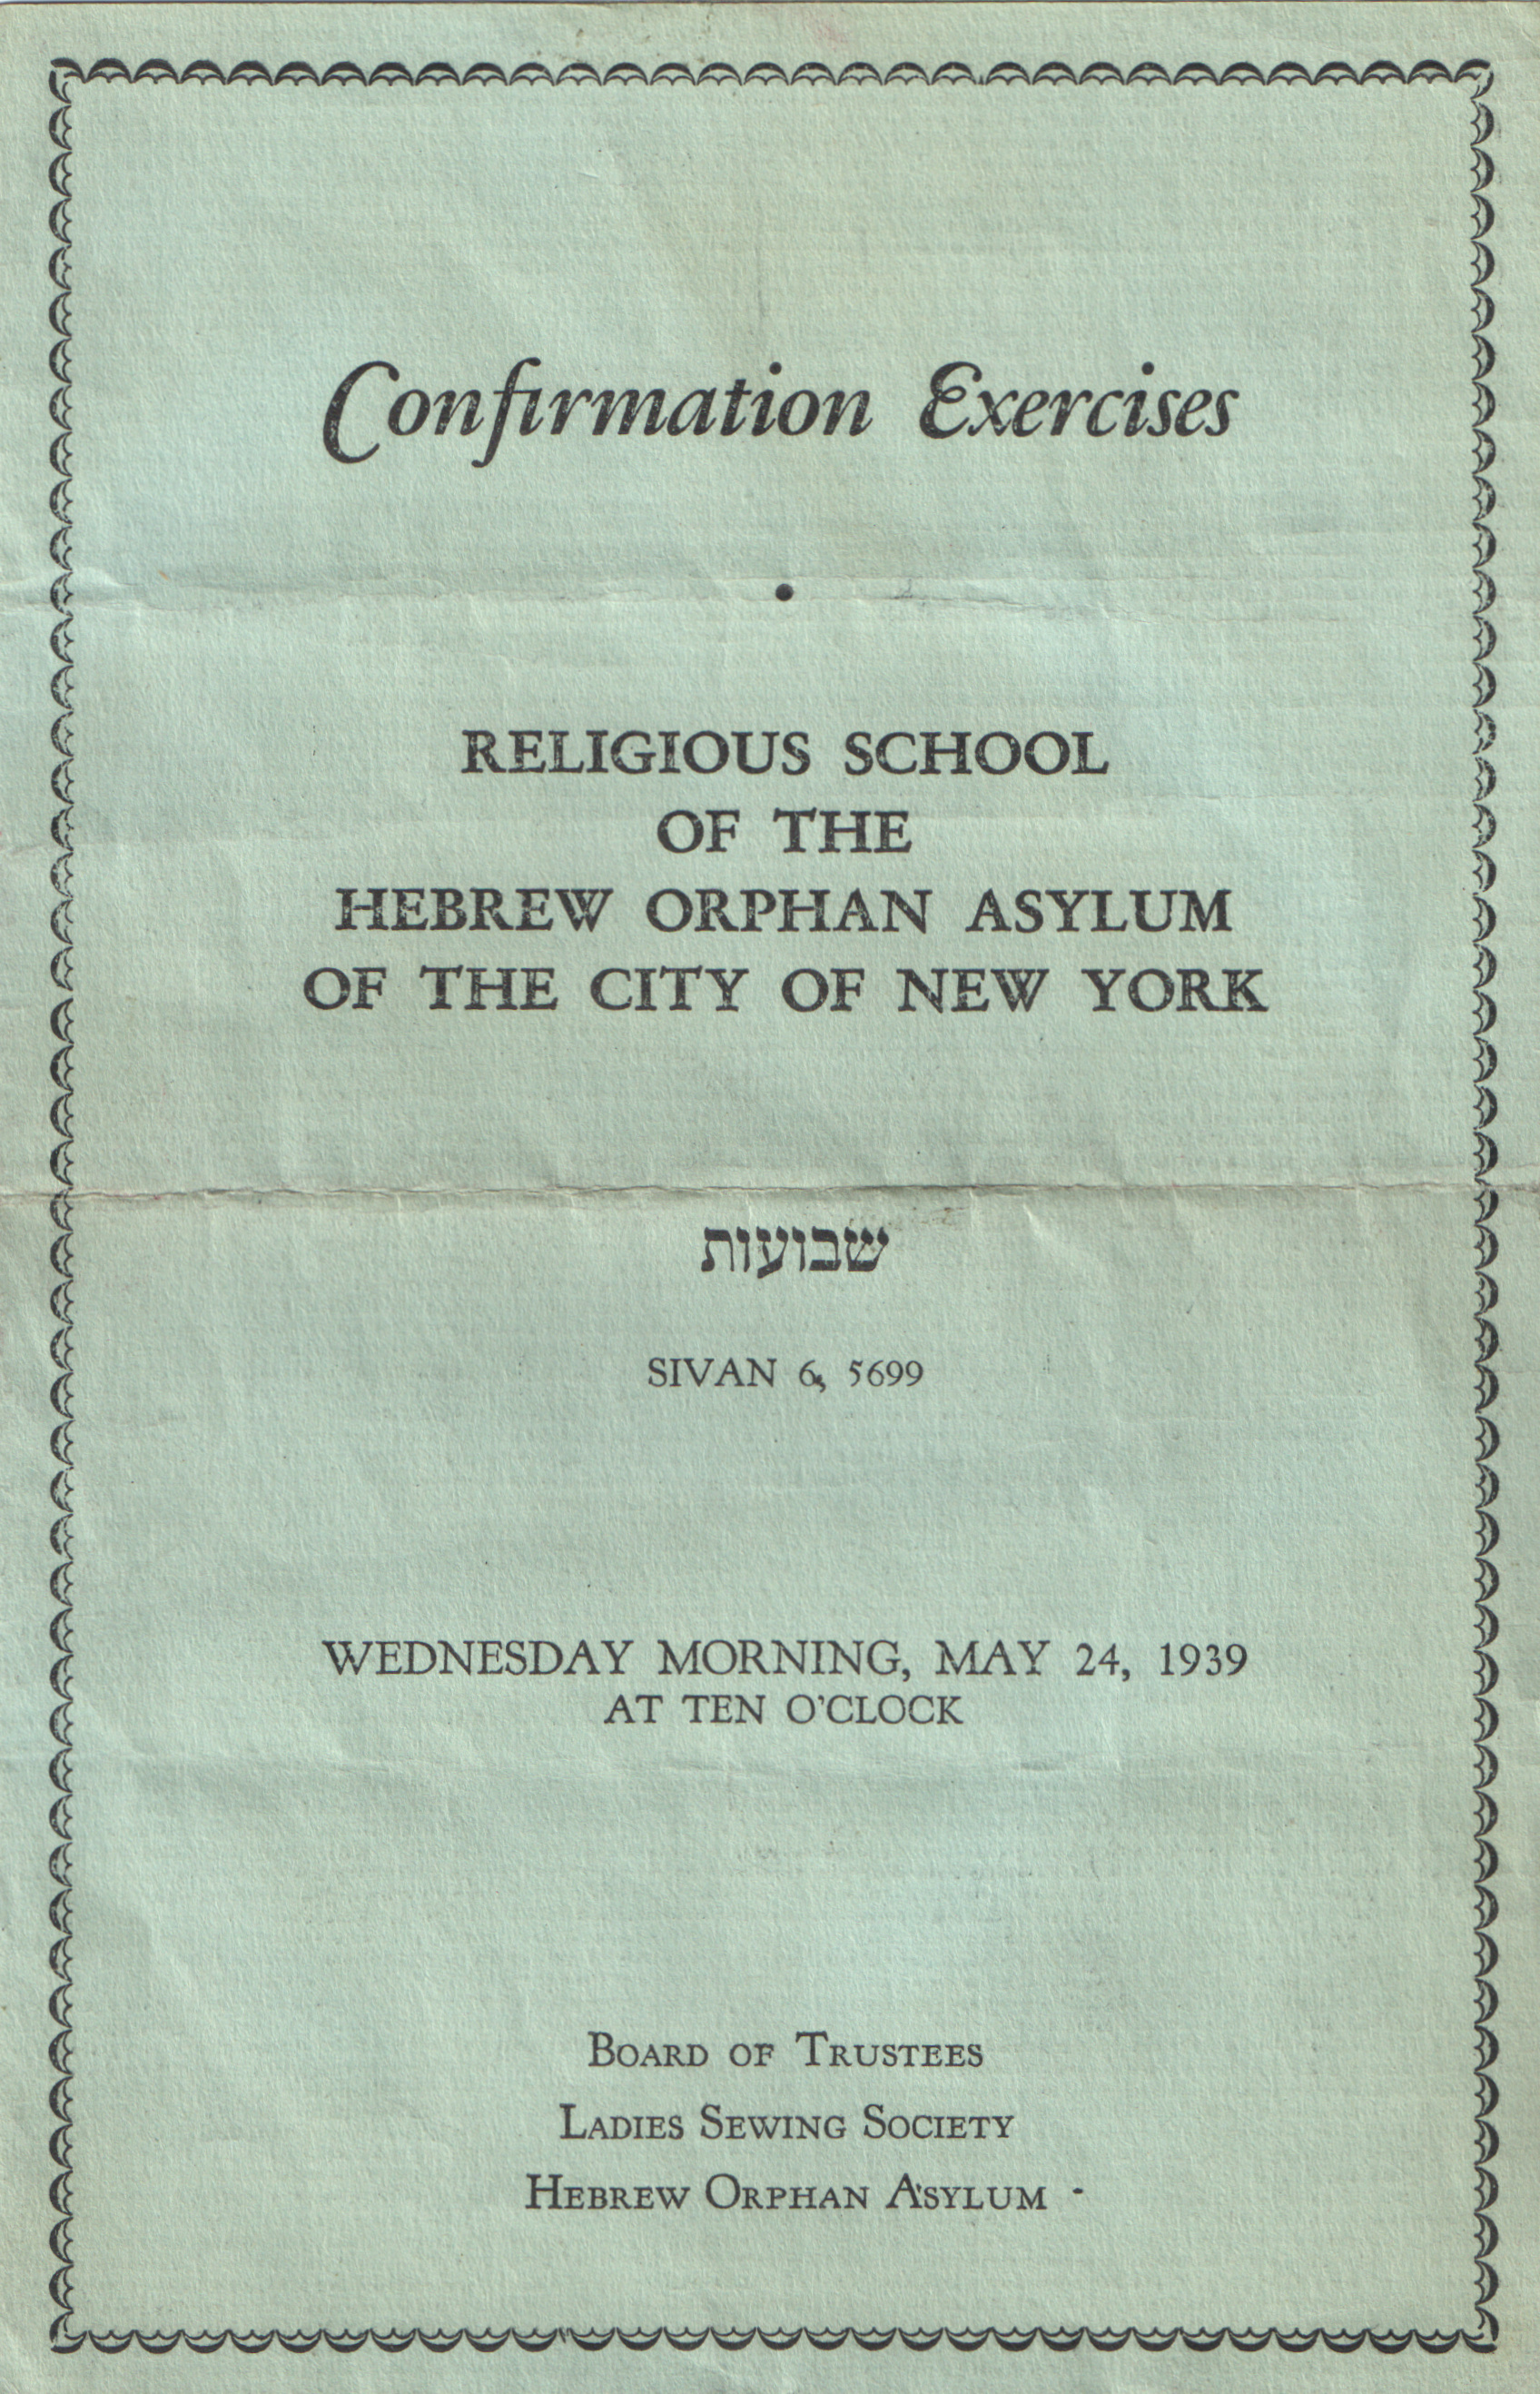 Confirmation Exercises
•
RELIGIOUS SCHOOL
OF THE
HEBREW ORPHAN ASYLUM
OF THE CITY OF NEW YORK
שבועות
SIVAN 6, 5699
WEDNESDAY MORNING, MAY 24, 1939
AT TEN O'CLOCK
BOARD OF TRUSTEES
LADIES SEWING SOCIETY
HEBREW ORPHAN ASYLUM